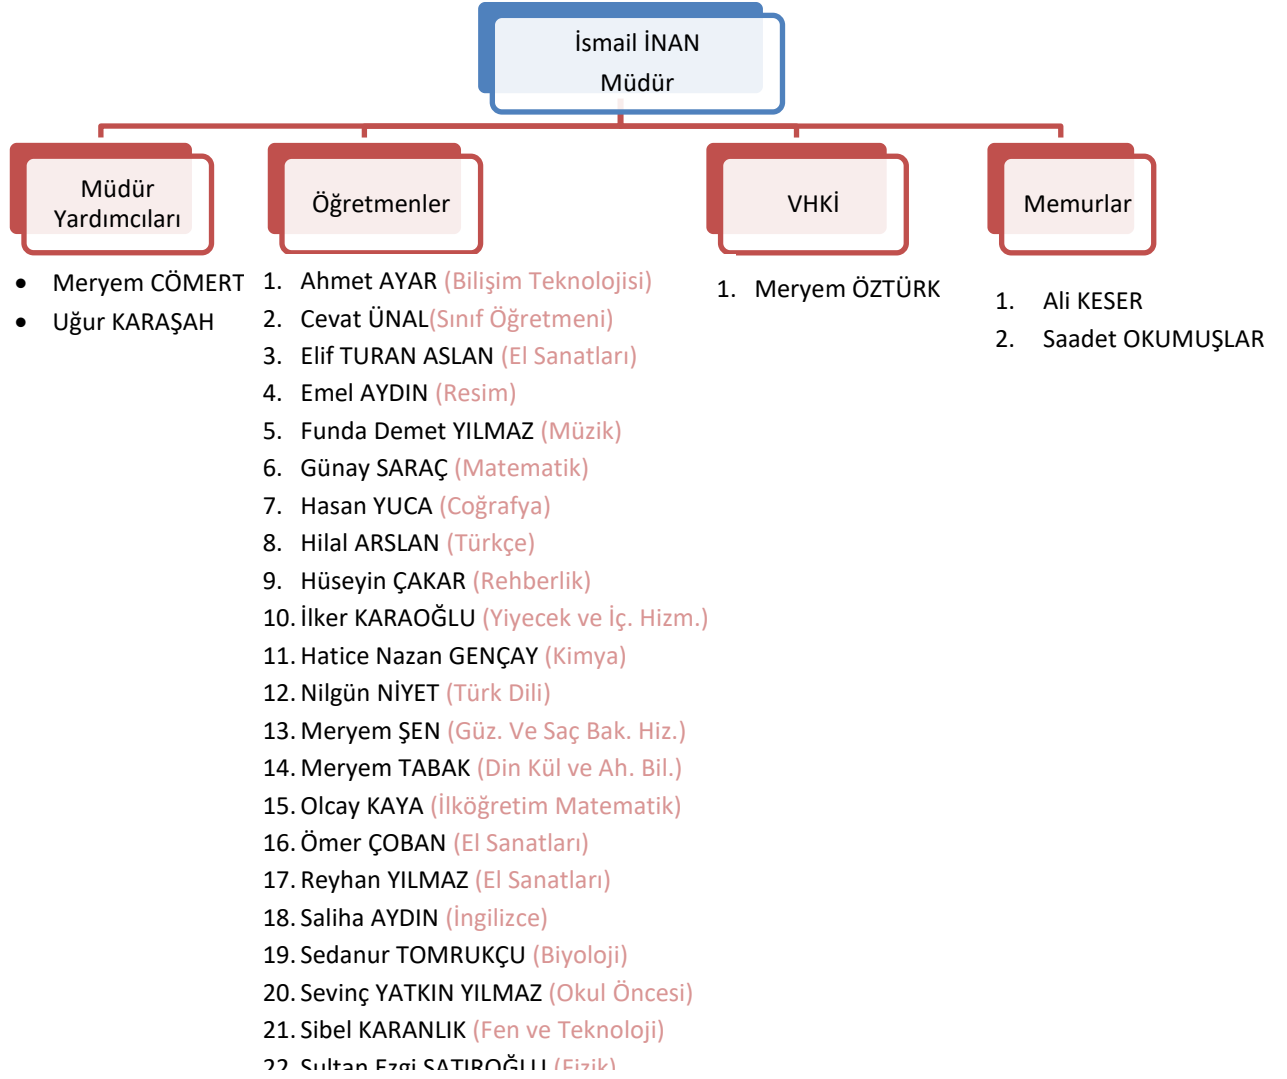 İsmail İNAN
Müdür
Müdür
Yardımcıları
Öğretmenler
VHKİ
Memurlar
• Meryem CÖMERT
• Uğur KARAŞAH
1. Ahmet AYAR (Bilişim Teknolojisi)
2. Cevat ÜNAL(Sınıf Öğretmeni)
3. Elif TURAN ASLAN (El Sanatları)
4. Emel AYDIN (Resim)
5. Funda Demet YILMAZ (Müzik)
6. Günay SARAÇ (Matematik)
7. Hasan YUCA (Coğrafya)
8. Hilal ARSLAN (Türkçe)
9. Hüseyin ÇAKAR (Rehberlik)
10. İlker KARAOĞLU (Yiyecek ve İç. Hizm.)
11. Hatice Nazan GENÇAY (Kimya)
12. Nilgün NİYET (Türk Dili)
13. Meryem ŞEN (Güz. Ve Saç Bak. Hiz.)
14. Meryem TABAK (Din Kül ve Ah. Bil.)
15. Olcay KAYA (İlköğretim Matematik)
16. Ömer ÇOBAN (El Sanatları)
17. Reyhan YILMAZ (El Sanatları)
18. Saliha AYDIN (İngilizce)
19. Sedanur TOMRUKÇU (Biyoloji)
20. Sevinç YATKIN YILMAZ (Okul Öncesi)
21. Sibel KARANLIK (Fen ve Teknoloji)
22. Sultan Ezgi SATIROĞLU (Fizik)
1. Meryem ÖZTÜRK
1. Ali KESER
2. Saadet OKUMUŞLAR